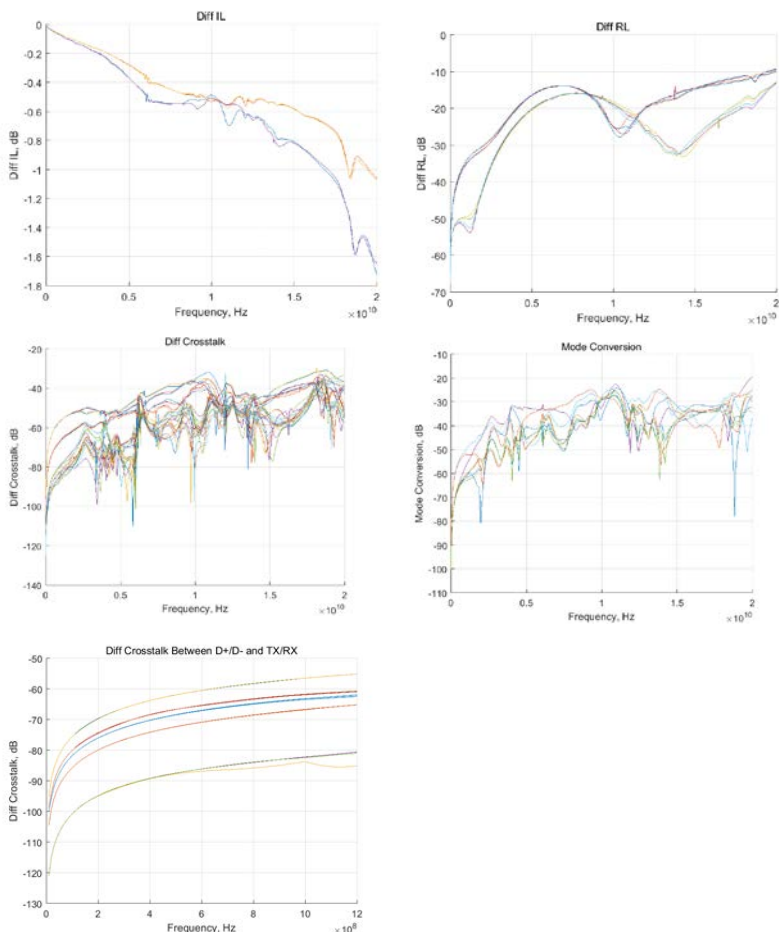 Diff IL
Diff IL, dB
0
-0.2
-0.4
-0.6
-0.8
-1
-1.2
-1.4
-1.6
-1.8
0 0.5 1 1.5 2
Frequency, Hz
×10¹⁰
Diff RL
Diff RL, dB
0
-10
-20
-30
-40
-50
-60
-70
0 0.5 1 1.5 2
Frequency, Hz
×10¹⁰
Diff Crosstalk
Diff Crosstalk, dB
-20
-40
-60
-80
-100
-120
-140
0 0.5 1 1.5 2
Frequency, Hz
×10¹⁰
Mode Conversion
Mode Conversion, dB
-10
-20
-30
-40
-50
-60
-70
-80
-90
-100
-110
0 0.5 1 1.5 2
Frequency, Hz
×10¹⁰
Diff Crosstalk Between D+/D- and TX/RX
Diff Crosstalk, dB
-50
-60
-70
-80
-90
-100
-110
-120
-130
0 2 4 6 8 10 12
Frequency, Hz
×10⁸